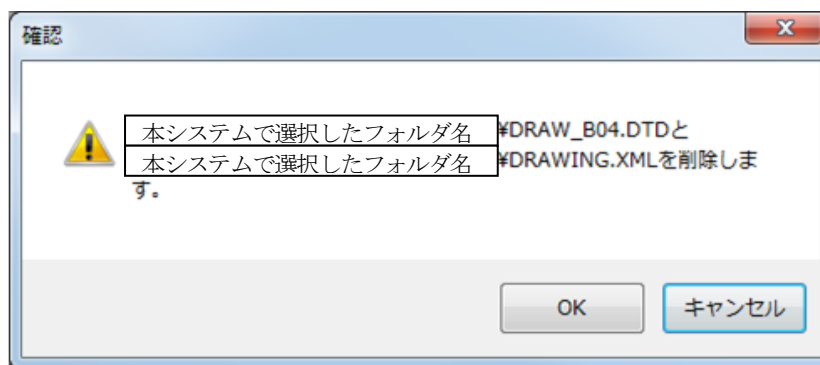 確認
本システムで選択したフォルダ名¥DRAW_B04.DTDと
本システムで選択したフォルダ名¥DRAWING.XMLを削除しま
す。
OK
キャンセル